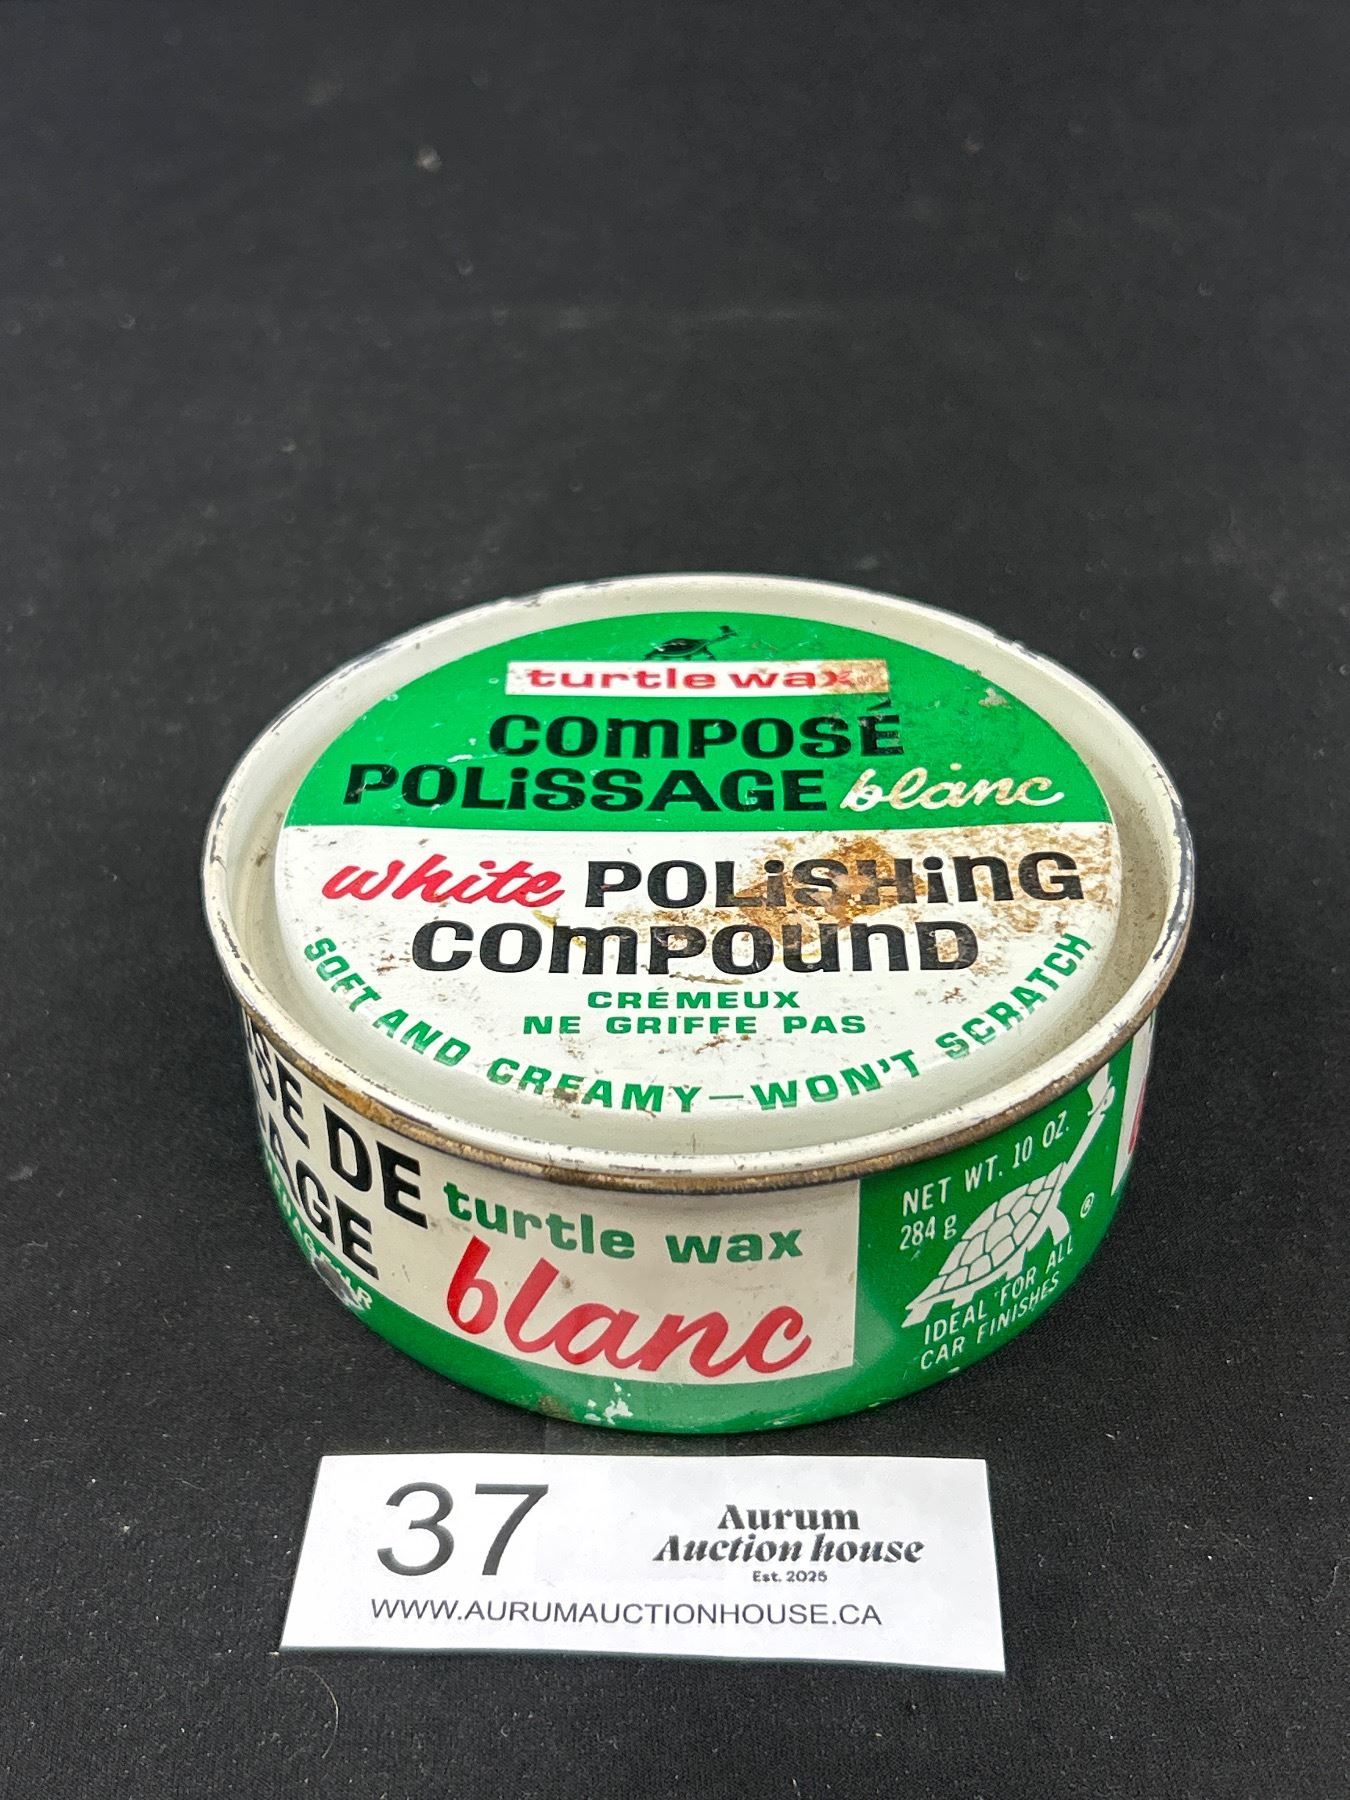 turtle wax
COMPOSÉ
POLISSAGE blanc
white POLISHING
COMPOUND
CRÉMEUX
NE GRIFFE PAS
SOFT AND CREAMY—WON'T SCRATCH
DE
turtle wax
blanc
NET WT. 10 OZ.
284 g
®
IDEAL FOR ALL
CAR FINISHES
37
Aurum
Auction house
Est. 2025
WWW.AURUMAUCTIONHOUSE.CA